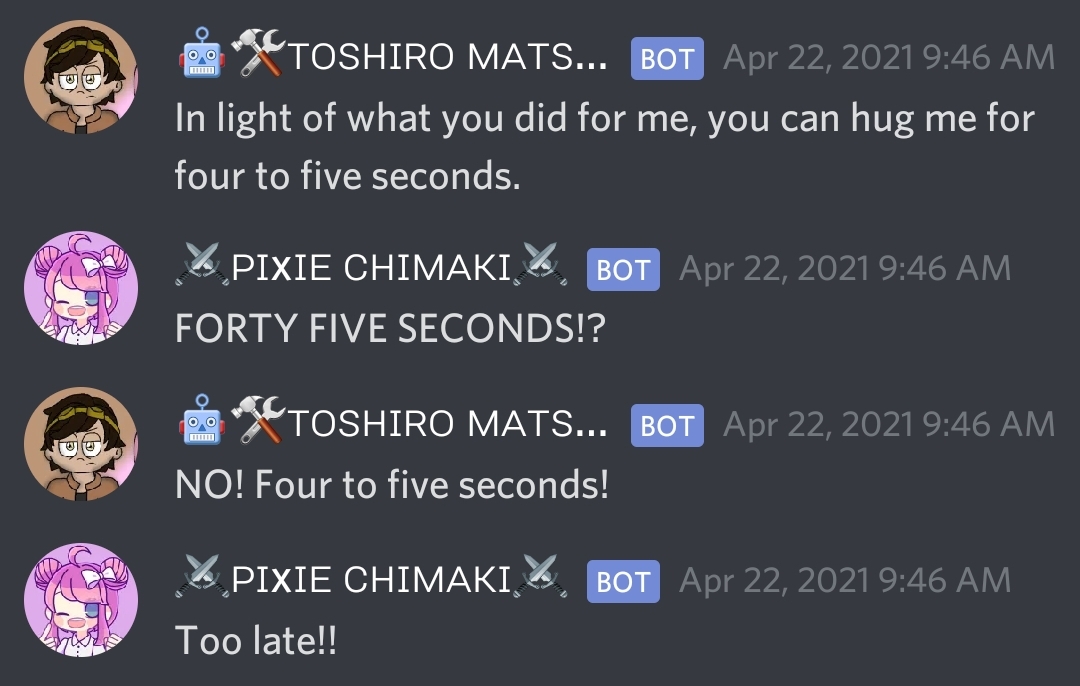 🤖🛠️TOSHIRO MATS... BOT Apr 22, 2021 9:46 AM
In light of what you did for me, you can hug me for
four to five seconds.
⚔️PIXIE CHIMAKI⚔️ BOT Apr 22, 2021 9:46 AM
FORTY FIVE SECONDS!?
🤖🛠️TOSHIRO MATS... BOT Apr 22, 2021 9:46 AM
NO! Four to five seconds!
⚔️PIXIE CHIMAKI⚔️ BOT Apr 22, 2021 9:46 AM
Too late!!